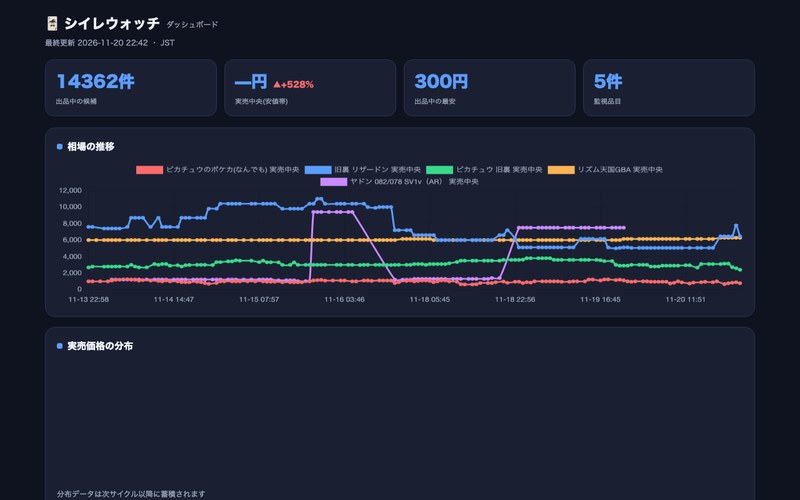 シイレウォッチ ダッシュボード
最終更新 2026-11-20 22:42 ・ JST
14362件
出品中の候補
—円 ▲+528%
実売中央(安値帯)
300円
出品中の最安
5件
監視品目
相場の推移
ピカチュウのポケカ(なんでも) 実売中央 旧裏 リザードン 実売中央 ピカチュウ 旧裏 実売中央 リズム天国GBA 実売中央
ヤドン 082/078 SV1v（AR） 実売中央
12,000
10,000
8,000
6,000
4,000
2,000
0
11-13 22:58 11-14 14:47 11-15 07:57 11-16 03:46 11-18 05:45 11-18 22:56 11-19 16:45 11-20 11:51
実売価格の分布
分布データは次サイクル以降に蓄積されます